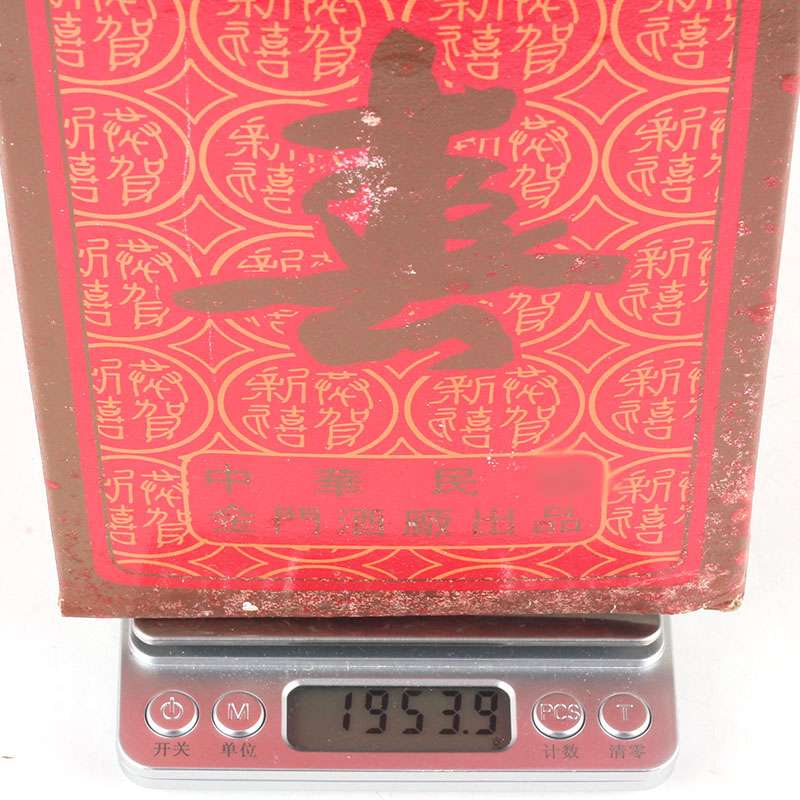 恭賀新禧
喜
中華民
金門酒廠出品
1953.9
M PCS T
开关 单位 计数 清零